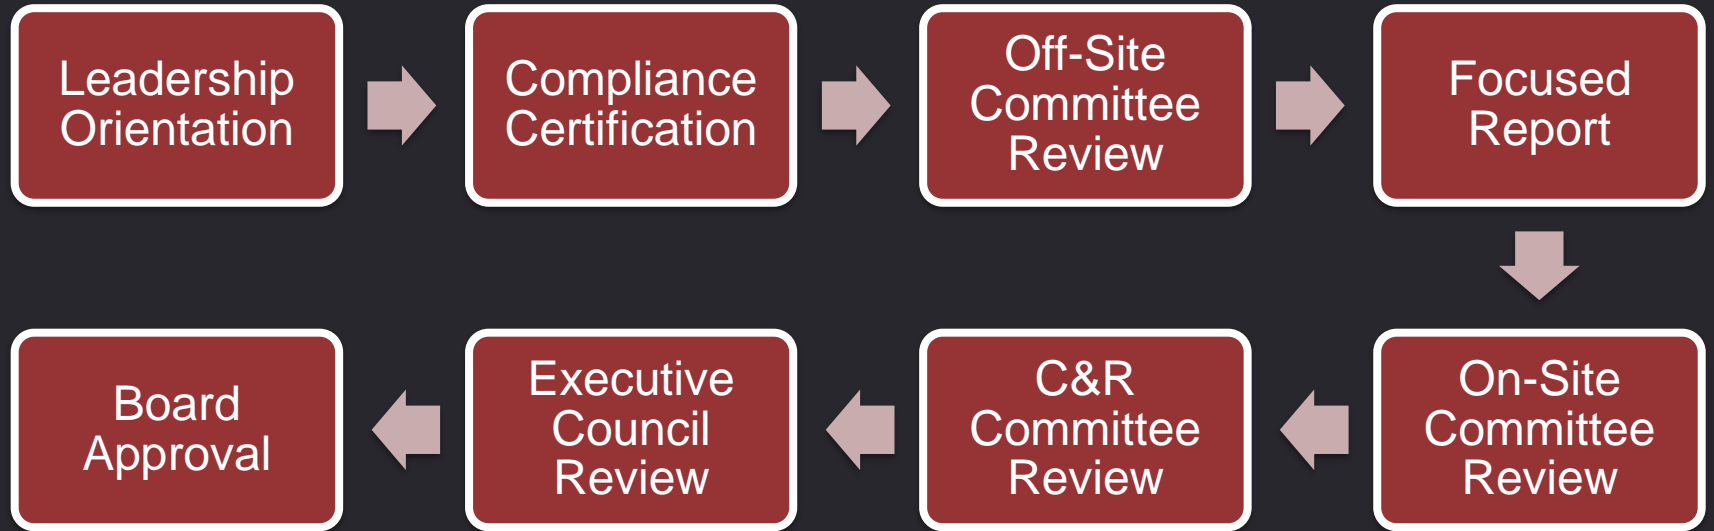 Leadership
Orientation
Compliance
Certification
Off-Site
Committee
Review
Focused
Report
On-Site
Committee
Review
C&R
Committee
Review
Executive
Council
Review
Board
Approval